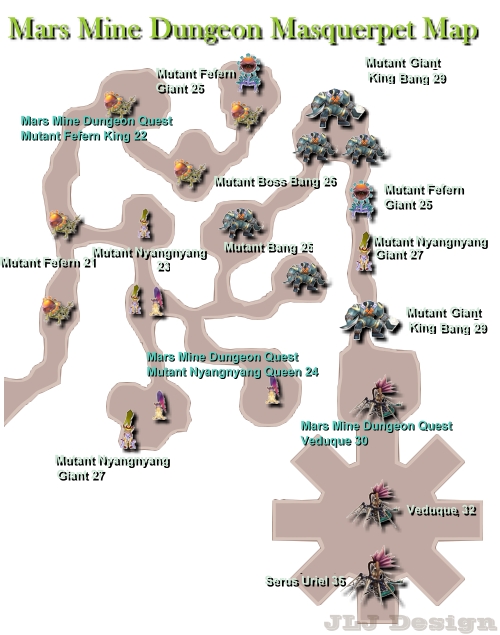 Mars Mine Dungeon Masquerpet Map
Mutant Giant
King Bang 29
Mutant Fefern
Giant 25
Mars Mine Dungeon Quest
Mutant Fefern King 22
Mutant Boss Bang 26
Mutant Fefern
Giant 25
Mutant Fefern 21
Mutant Nyangnyang
23
Mutant Bang 26
Mutant Nyangnyang
Giant 27
Mutant Giant
King Bang 29
Mars Mine Dungeon Quest
Mutant Nyangnyang Queen 24
Mars Mine Dungeon Quest
Veduque 30
Mutant Nyangnyang
Giant 27
Veduque 32
Serus Uriel 35
JLJ Design